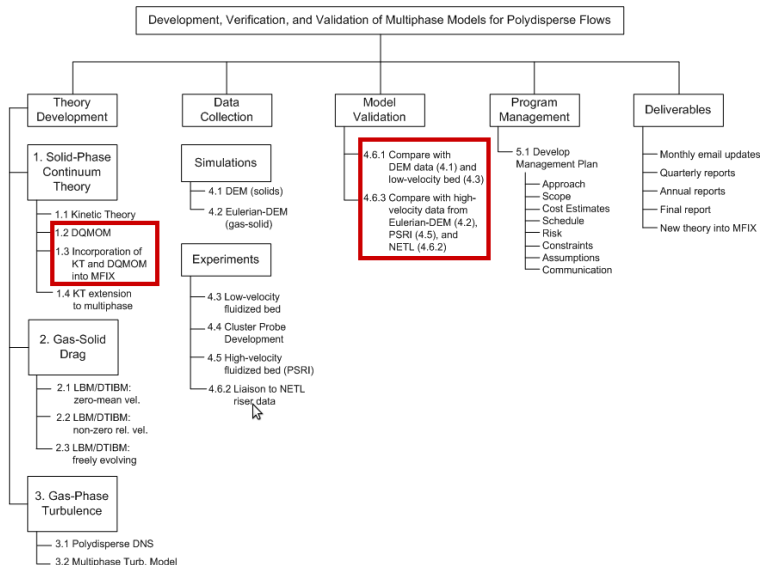 Development, Verification, and Validation of Multiphase Models for Polydisperse Flows
Theory
Development
1. Solid-Phase
Continuum
Theory
1.1 Kinetic Theory
1.2 DQMOM
1.3 Incorporation of
KT and DQMOM
into MFIX
1.4 KT extension
to multiphase
2. Gas-Solid
Drag
2.1 LBM/DTIBM:
zero-mean vel.
2.2 LBM/DTIBM:
non-zero rel. vel.
2.3 LBM/DTIBM:
freely evolving
3. Gas-Phase
Turbulence
3.1 Polydisperse DNS
3.2 Multiphase Turb. Model
Data
Collection
Simulations
4.1 DEM (solids)
4.2 Eulerian-DEM
(gas-solid)
Experiments
4.3 Low-velocity
fluidized bed
4.4 Cluster Probe
Development
4.5 High-velocity
fluidized bed (PSRI)
4.6.2 Liaison to NETL
riser data
Model
Validation
4.6.1 Compare with
DEM data (4.1) and
low-velocity bed (4.3)
4.6.3 Compare with high-
velocity data from
Eulerian-DEM (4.2),
PSRI (4.5), and
NETL (4.6.2)
Program
Management
5.1 Develop
Management Plan
Approach
Scope
Cost Estimates
Schedule
Risk
Constraints
Assumptions
Communication
Deliverables
Monthly email updates
Quarterly reports
Annual reports
Final report
New theory into MFIX